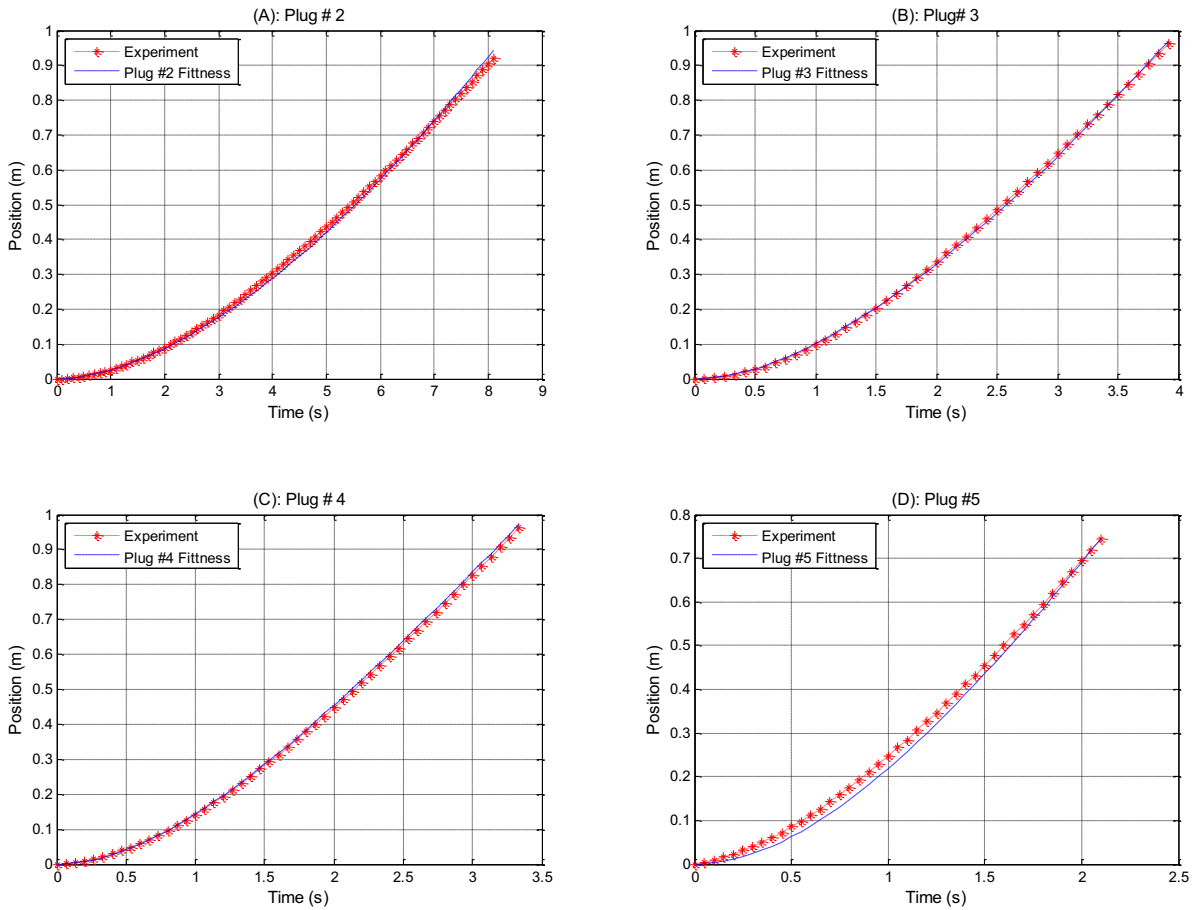 (A): Plug # 2
1
0.9
0.8
0.7
0.6
0.5
0.4
0.3
0.2
0.1
0
Position (m)
Experiment
Plug #2 Fittness
0 1 2 3 4 5 6 7 8 9
Time (s)
(B): Plug# 3
1
0.9
0.8
0.7
0.6
0.5
0.4
0.3
0.2
0.1
0
Position (m)
Experiment
Plug #3 Fittness
0 0.5 1 1.5 2 2.5 3 3.5 4
Time (s)
(C): Plug # 4
1
0.9
0.8
0.7
0.6
0.5
0.4
0.3
0.2
0.1
0
Position (m)
Experiment
Plug #4 Fittness
0 0.5 1 1.5 2 2.5 3 3.5
Time (s)
(D): Plug #5
0.8
0.7
0.6
0.5
0.4
0.3
0.2
0.1
0
Position (m)
Experiment
Plug #5 Fittness
0 0.5 1 1.5 2 2.5
Time (s)